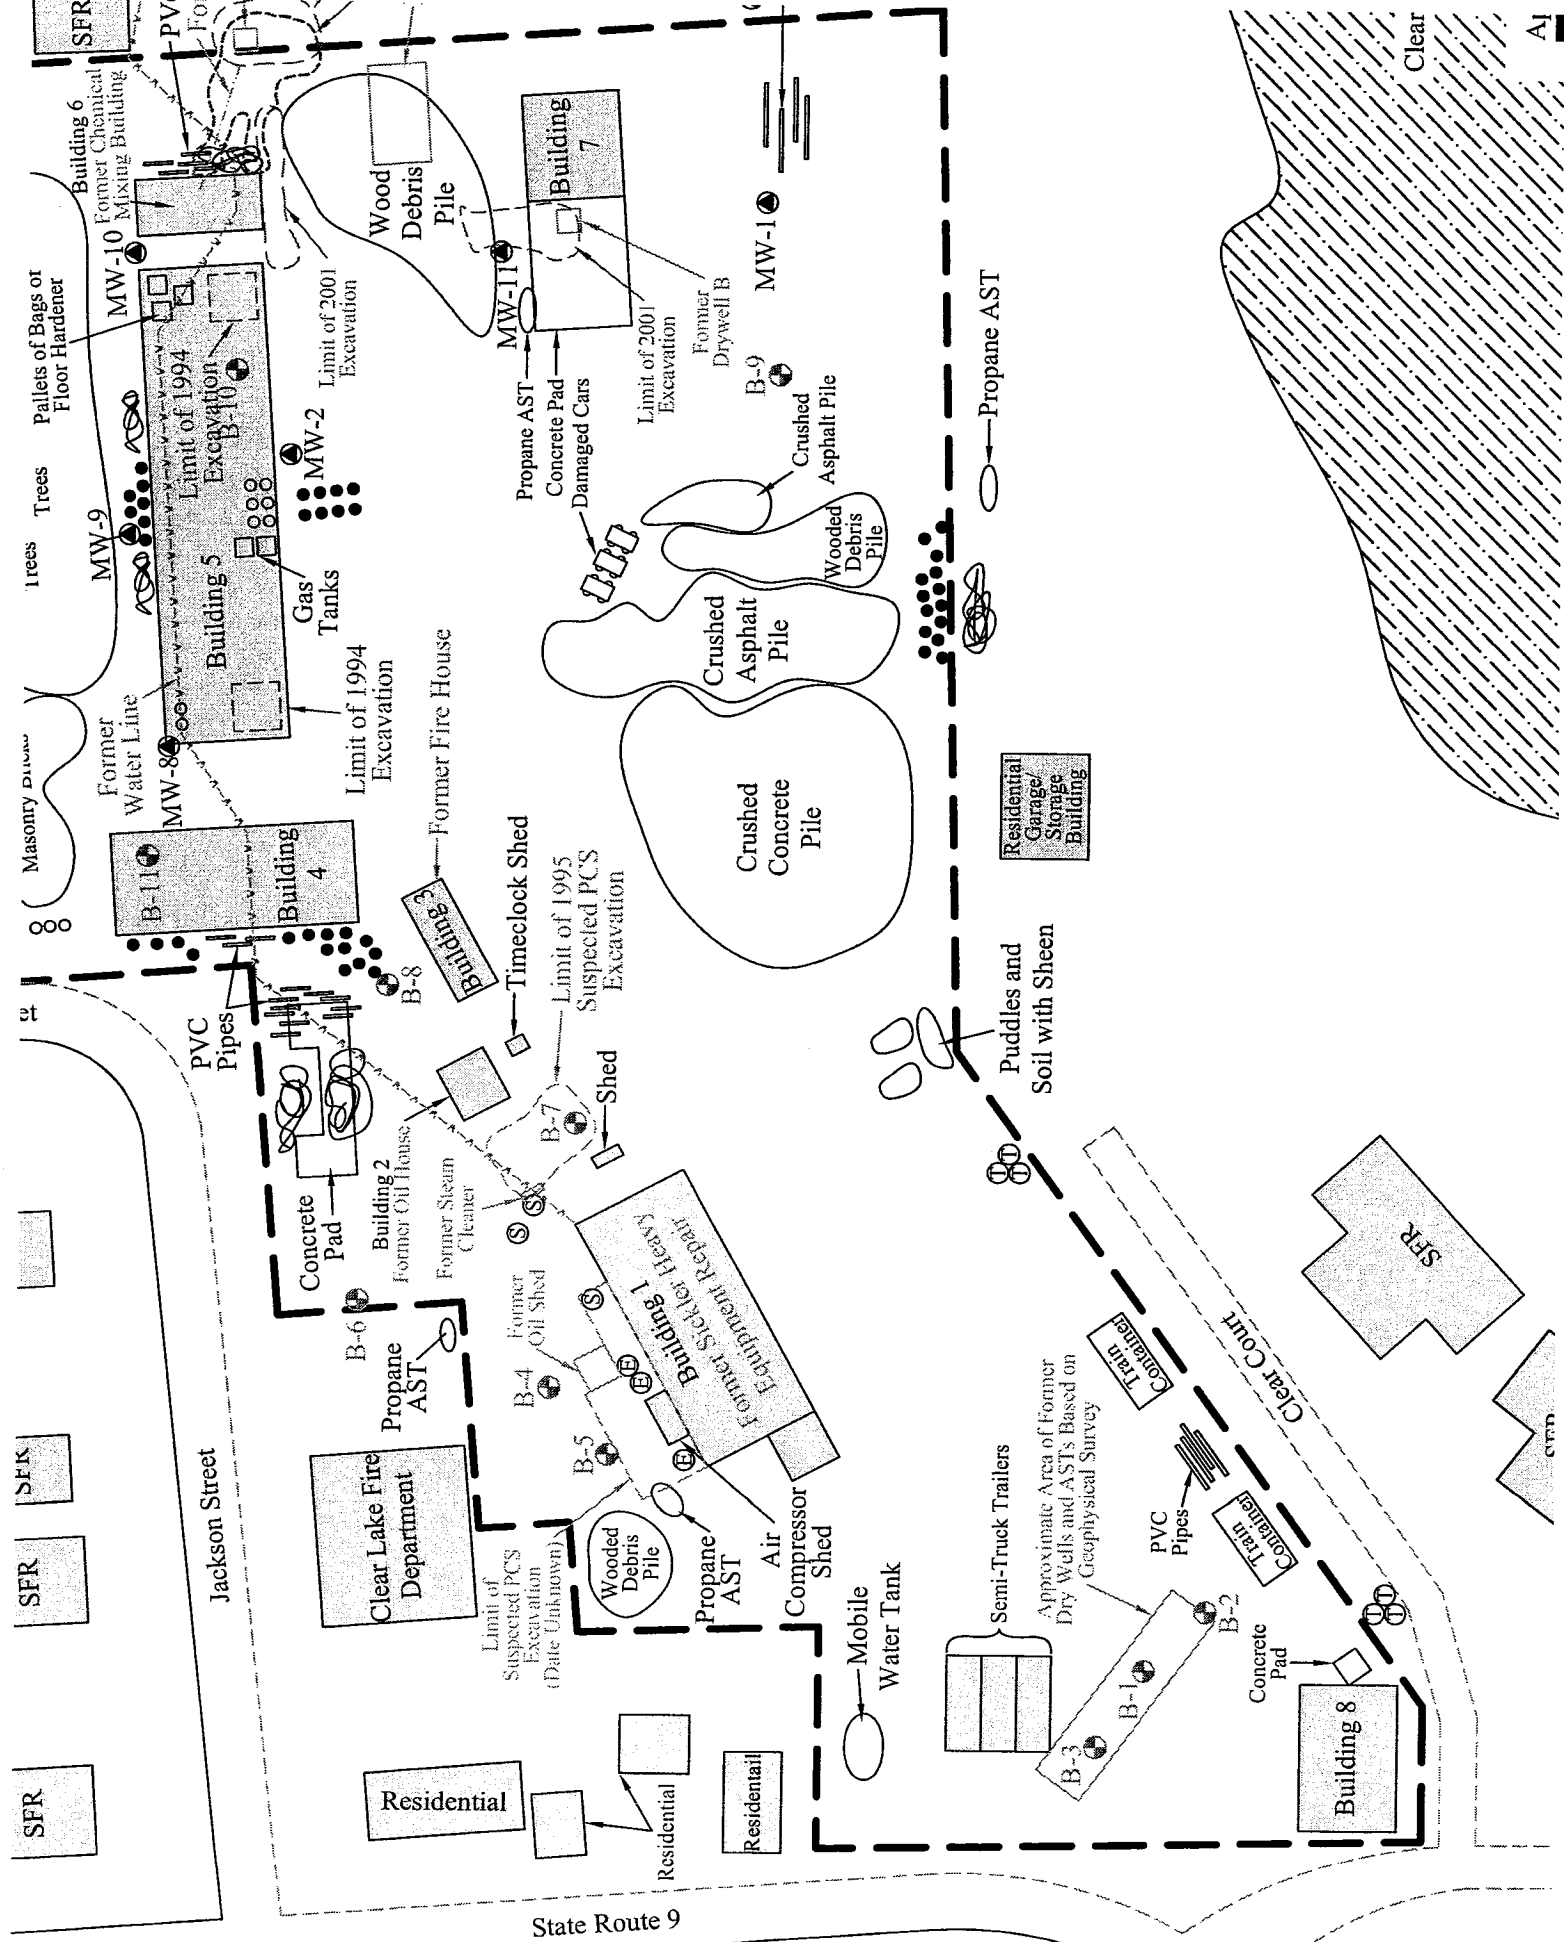 SFR
PVC
For
Clear
Building 6
Former Chemical
Mixing Building
MW-10
Pallets of Bags or
Floor Hardener
Trees
Trees
MW-9
Former
Water Line
MW-8
Building 5
Limit of 1994
Excavation
B-10
Limit of 2001
Excavation
MW-2
Gas
Tanks
Limit of 1994
Excavation
Wood
Debris
Pile
Building
7
MW-11
Propane AST
Concrete Pad
Damaged Cars
Limit of 2001
Excavation
Former
Drywell B
MW-1
B-9
Crushed
Asphalt Pile
Wooded
Debris
Pile
Crushed
Asphalt
Pile
Crushed
Concrete
Pile
Propane AST
Residential
Garage/
Storage
Building
Puddles and
Soil with Sheen
T
T
T
Masonry
B-11
Building
4
Former Fire House
Building 3
Timeclock Shed
Limit of 1995
Suspected PCS
Excavation
B-8
PVC
Pipes
Concrete
Pad
Building 2
Former Oil House
Former Steam
Cleaner
B-7
Shed
S
S
S
B-6
Propane
AST
Former
Oil Shed
B-4
B-5
E
E
E
Building 1
Former Sickler Heavy
Equipment Repair
Clear Lake Fire
Department
Limit of
Suspected PCS
Excavation
(Date Unknown)
Wooded
Debris
Pile
Propane
AST
Air
Compressor
Shed
Mobile
Water Tank
Semi-Truck Trailers
Approximate Area of Former
Dry Wells and ASTs Based on
Geophysical Survey
B-1
B-2
B-3
PVC
Pipes
Train
Container
Train
Container
Concrete
Pad
T
T
T
Building 8
Clear Court
SFR
SFR
Jackson Street
SFR
SFR
SFR
Residential
Residential
Residentail
State Route 9